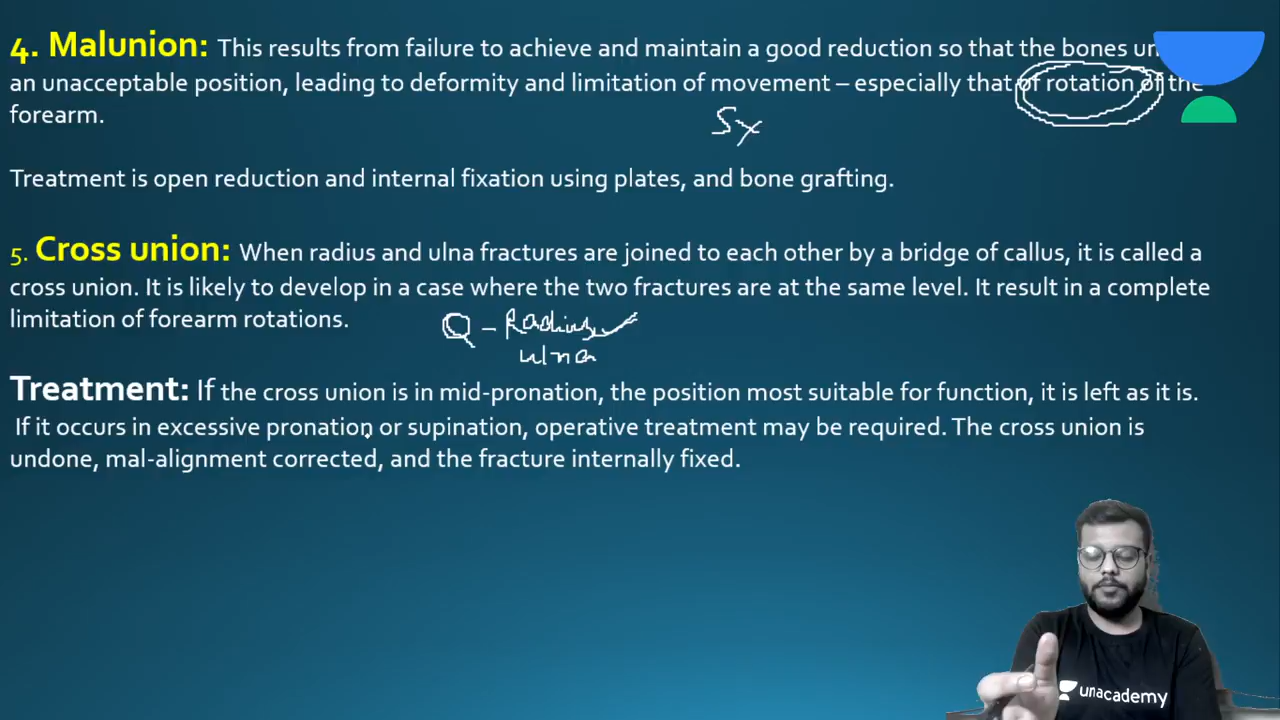 4. Malunion: This results from failure to achieve and maintain a good reduction so that the bones un
an unacceptable position, leading to deformity and limitation of movement – especially that of rotation of the
forearm.
Sx
Treatment is open reduction and internal fixation using plates, and bone grafting.
5. Cross union: When radius and ulna fractures are joined to each other by a bridge of callus, it is called a
cross union. It is likely to develop in a case where the two fractures are at the same level. It result in a complete
limitation of forearm rotations.
Q - Radius
ulna
Treatment: If the cross union is in mid-pronation, the position most suitable for function, it is left as it is.
If it occurs in excessive pronation or supination, operative treatment may be required. The cross union is
undone, mal-alignment corrected, and the fracture internally fixed.
unacademy